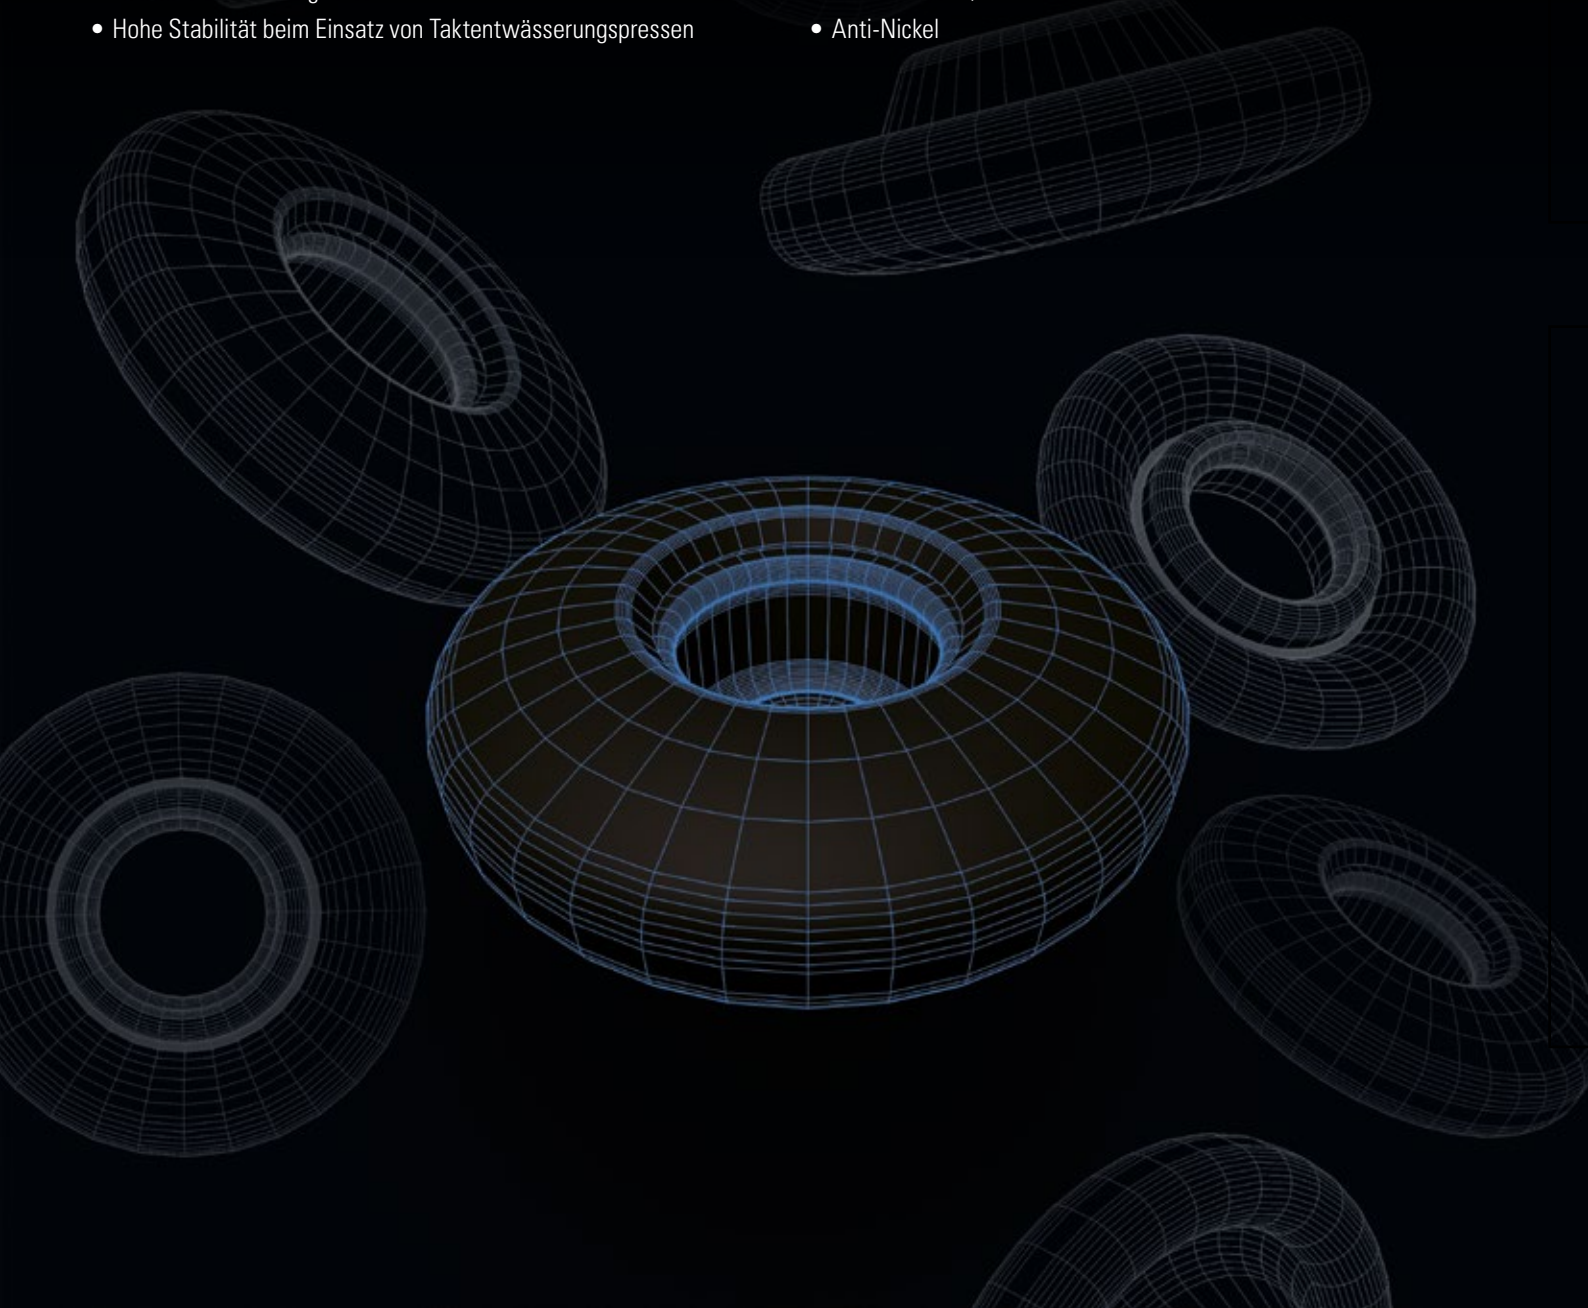 • Hohe Stabilität beim Einsatz von Taktentwässerungspressen
• Anti-Nickel